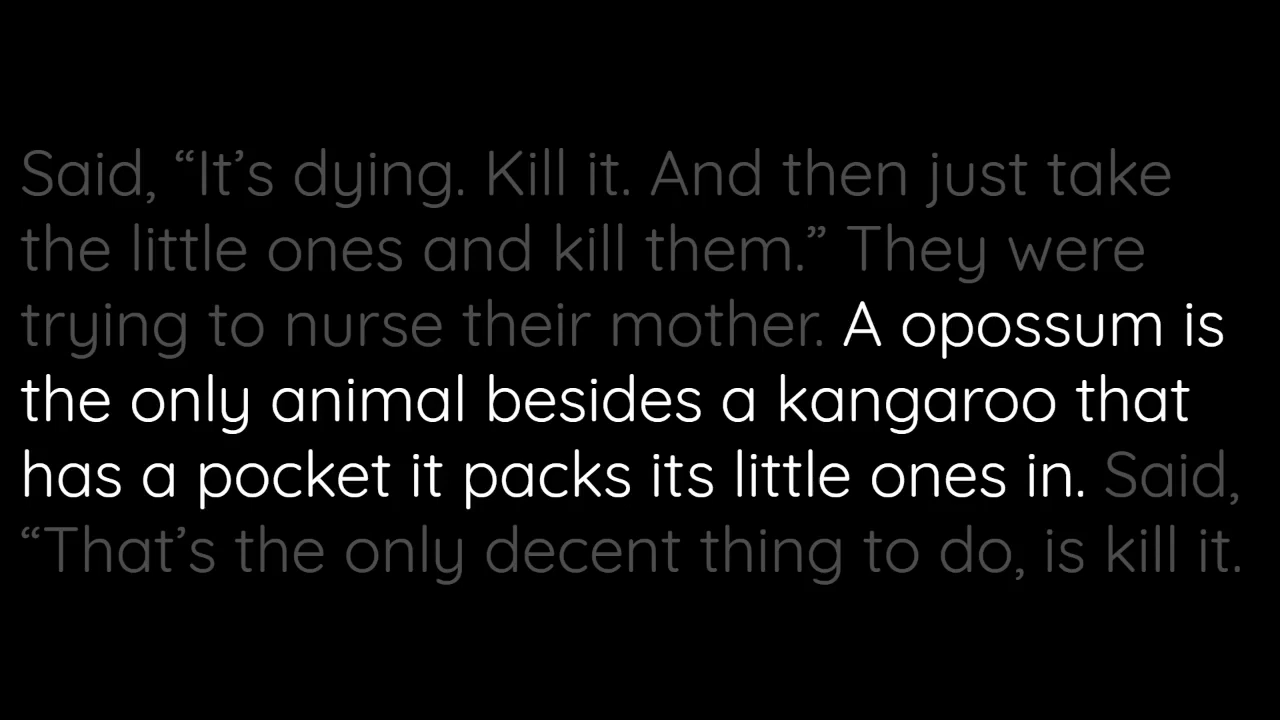 Said, “It’s dying. Kill it. And then just take
the little ones and kill them.” They were
trying to nurse their mother. A opossum is
the only animal besides a kangaroo that
has a pocket it packs its little ones in. Said,
“That’s the only decent thing to do, is kill it.